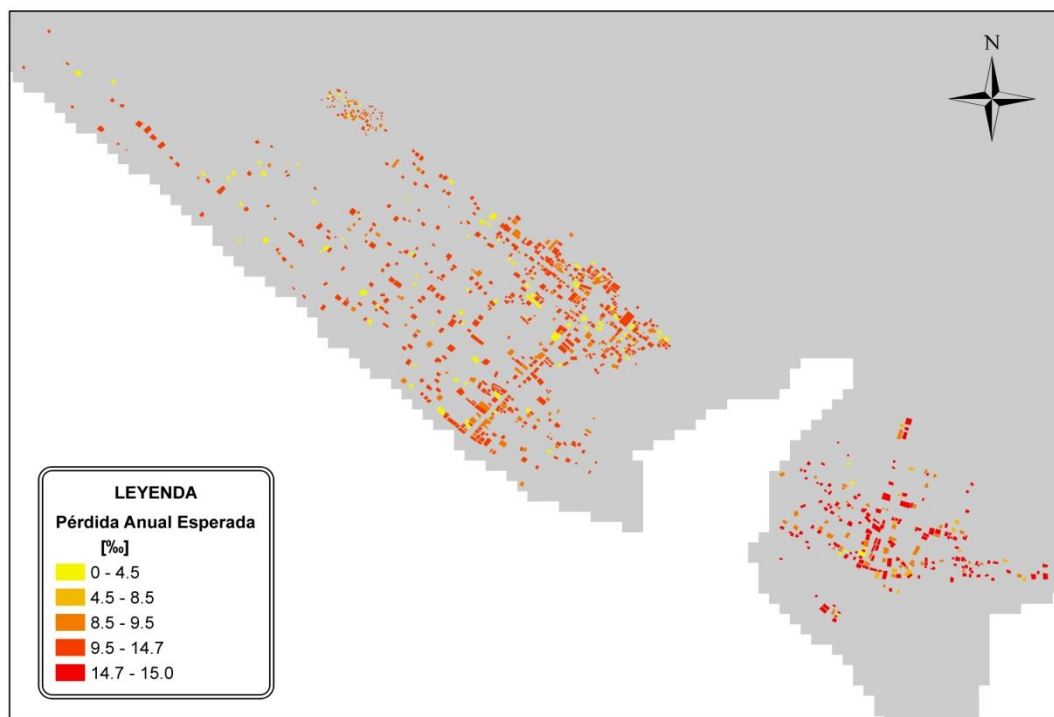 N
LEYENDA
Pérdida Anual Esperada
[‰]
0 - 4.5
4.5 - 8.5
8.5 - 9.5
9.5 - 14.7
14.7 - 15.0